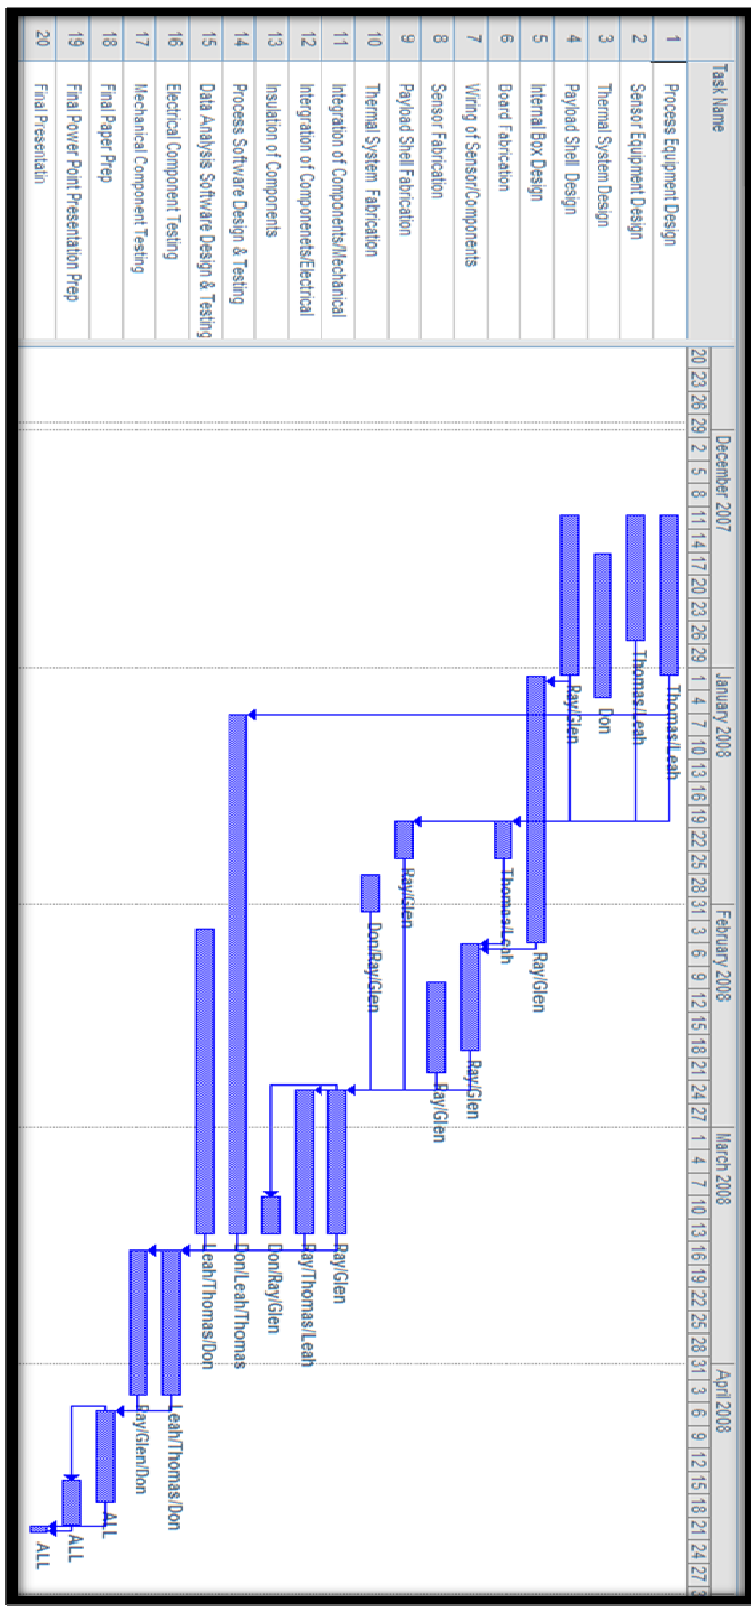 Task Name
December 2007
January 2008
February 2008
March 2008
April 2008
20 23 26 29 2 5 8 11 14 17 20 23 26 29 1 4 7 10 13 16 19 22 25 28 31 3 6 9 12 15 18 21 24 27 1 4 7 10 13 16 19 22 25 28 31 3 6 9 12 15 18 21 24 27
1 Process Equipment Design Thomas/Leah
2 Sensor Equipment Design Thomas/Leah
3 Thermal System Design Don
4 Payload Shell Design Ray/Glen
5 Internal Box Design Ray/Glen
6 Board Fabrication Thomas/Leah
7 Wiring of Sensor/Components Ray/Glen
8 Sensor Fabrication Ray/Glen
9 Payload Shell Fabrication Ray/Glen
10 Thermal System Fabrication Don/Ray/Glen
11 Integration of Components/Mechanical Ray/Glen
12 Intergration of Componenets/Electrical Ray/Thomas/Leah
13 Insulation of Components Don/Ray/Glen
14 Process Software Design & Testing Don/Leah/Thomas
15 Data Analysis Software Design & Testing Leah/Thomas/Don
16 Electrical Component Testing Leah/Thomas/Don
17 Mechanical Component Testing Ray/Glen/Don
18 Final Paper Prep ALL
19 Final Power Point Presentation Prep ALL
20 Final Presentatin ALL